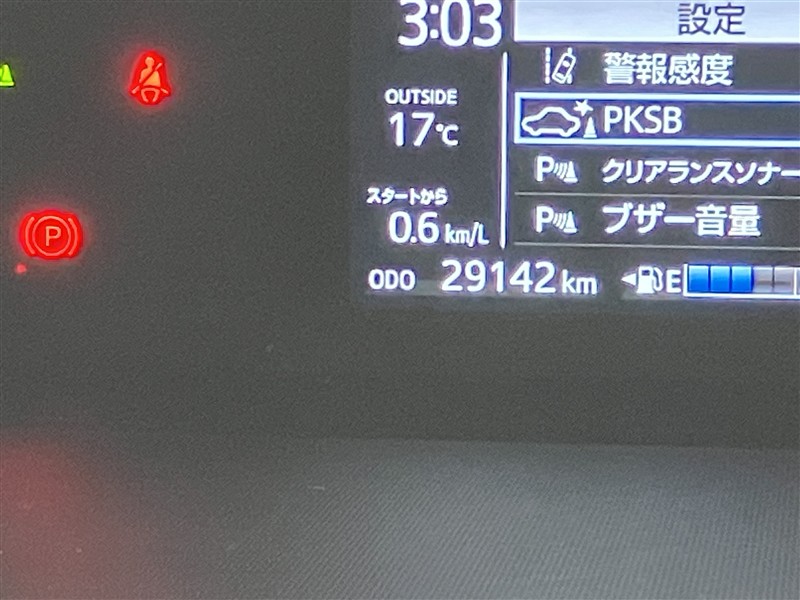 3:03
設定
警報感度
OUTSIDE
17℃
PKSB
P クリアランスソナー
スタートから
0.6 km/L
P ブザー音量
P
ODO 29142 km
E